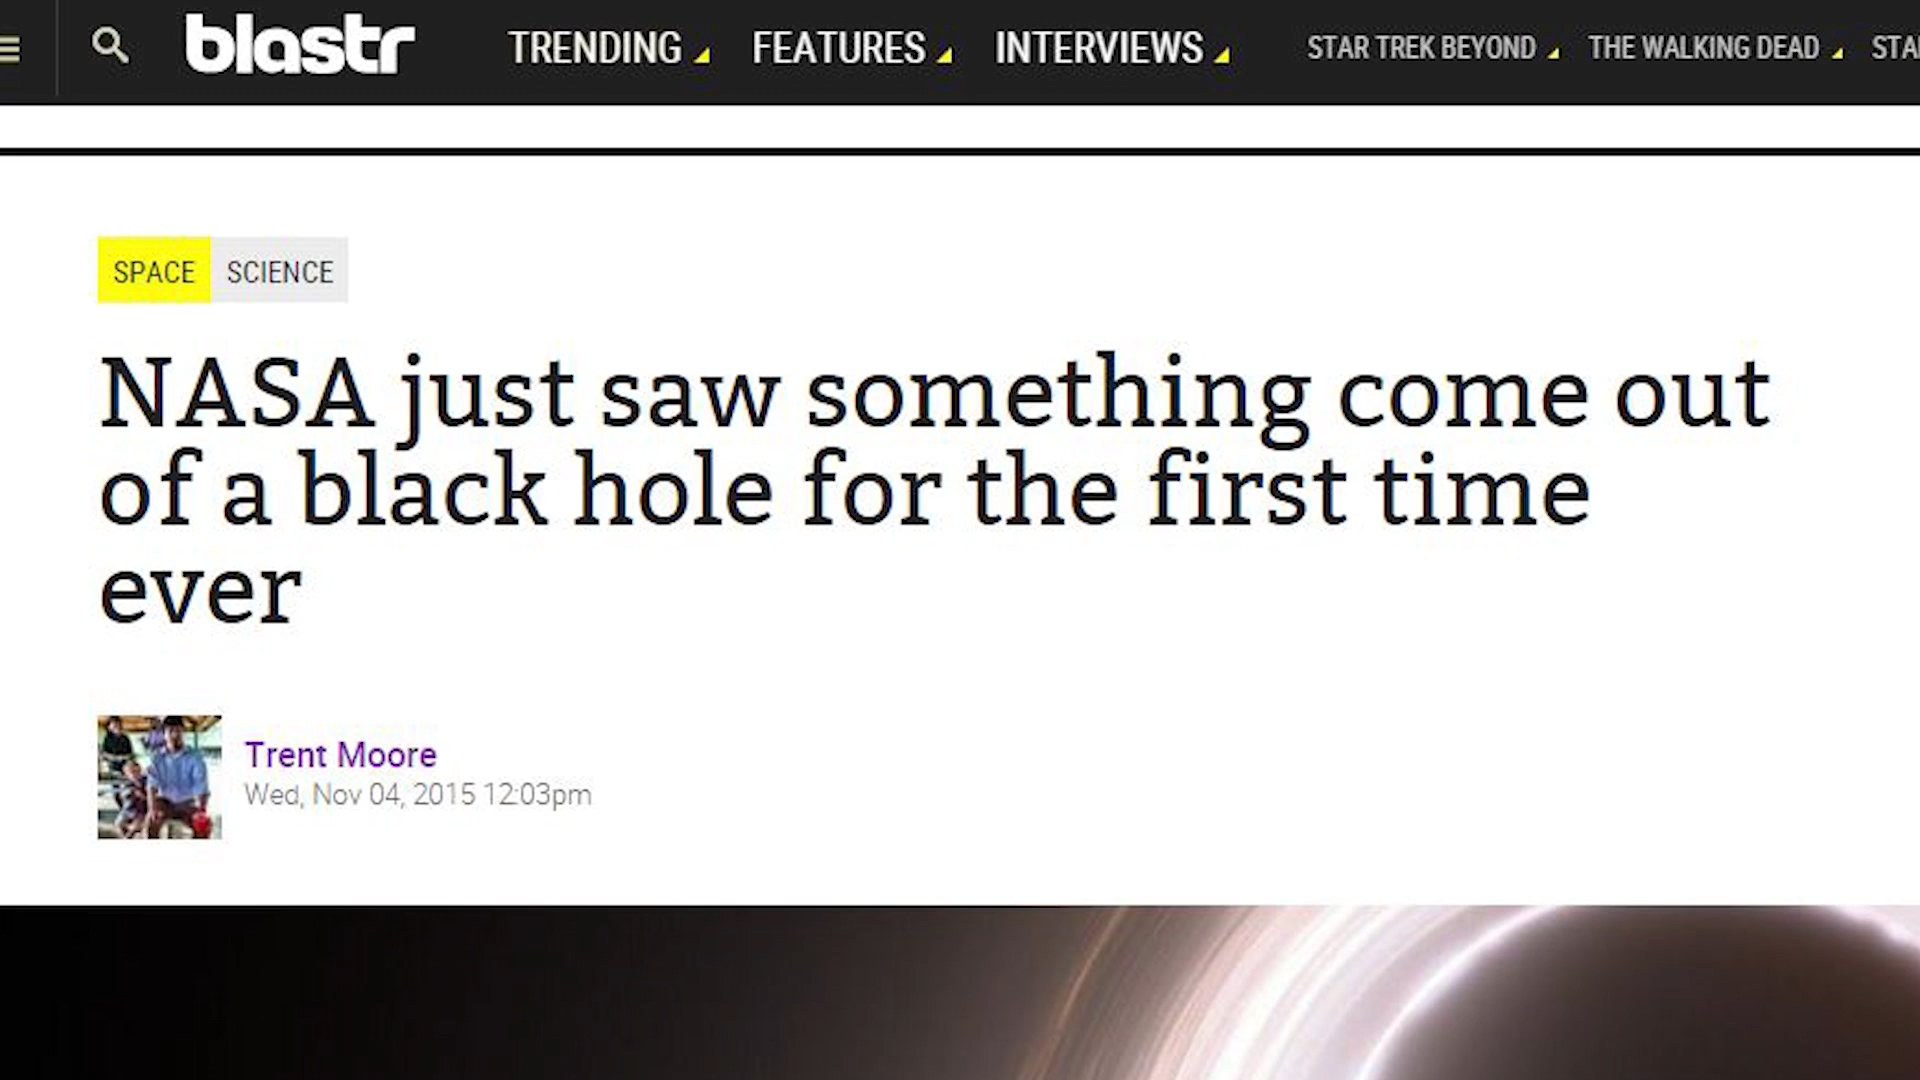 blastr TRENDING FEATURES INTERVIEWS STAR TREK BEYOND THE WALKING DEAD STA
SPACE SCIENCE
NASA just saw something come out
of a black hole for the first time
ever
Trent Moore
Wed, Nov 04, 2015 12:03pm